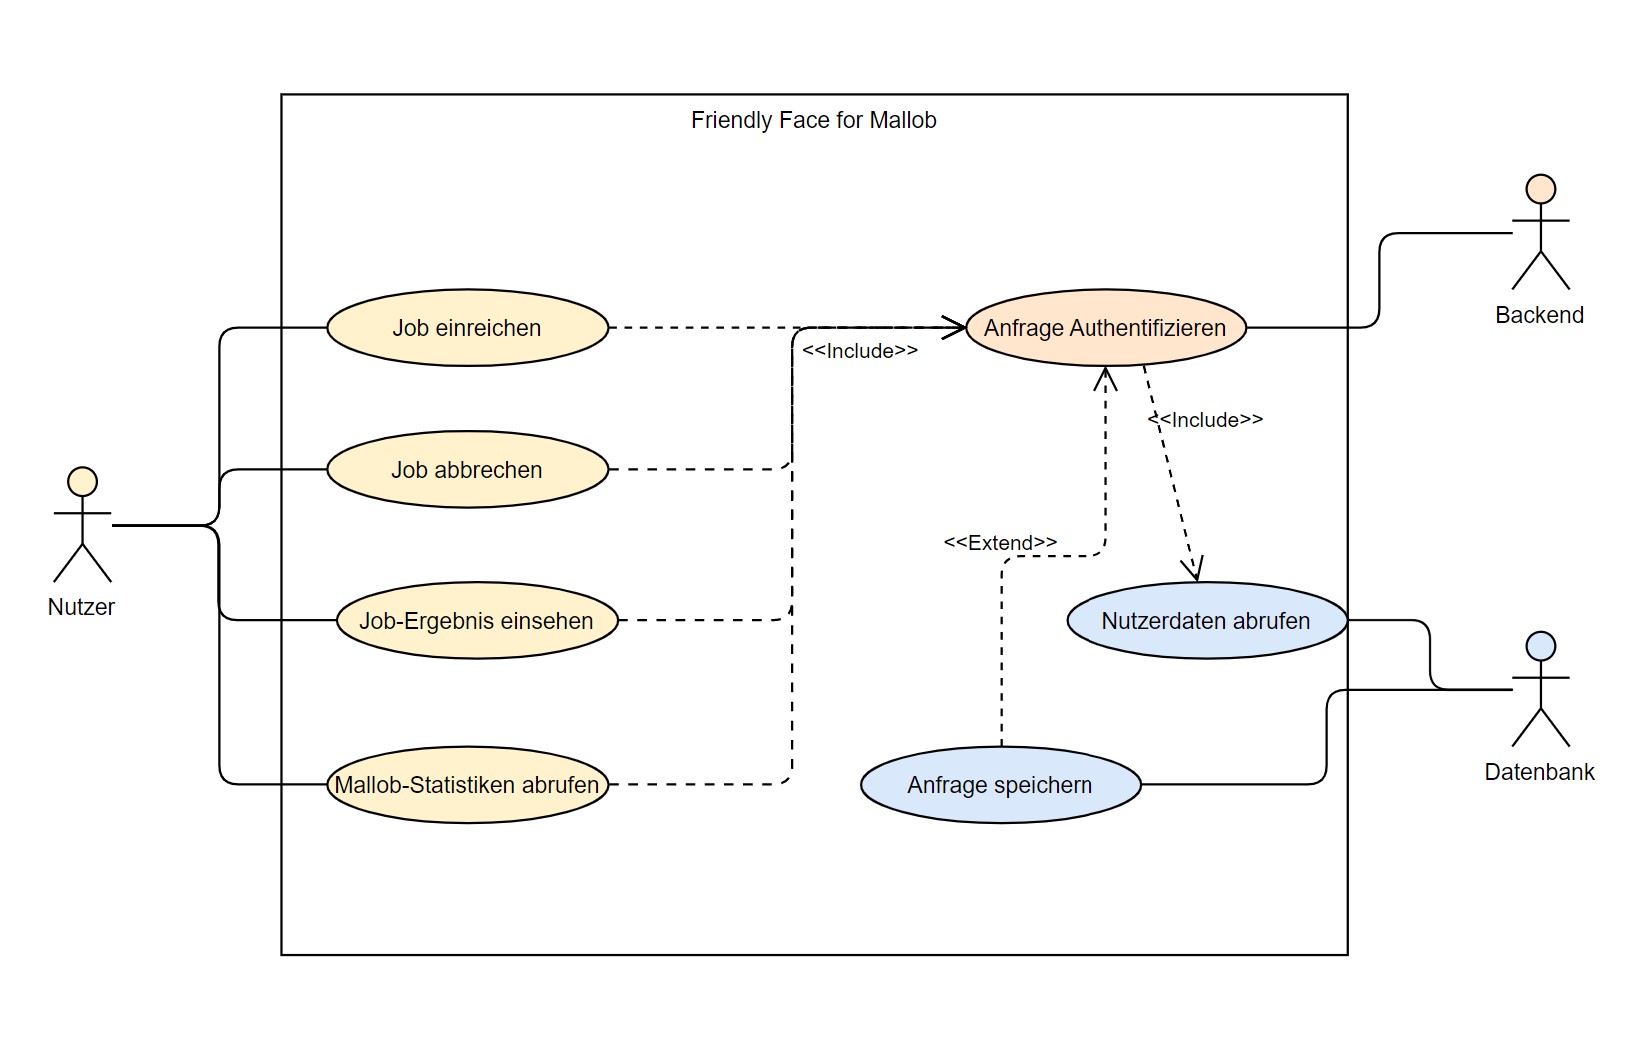 Friendly Face for Mallob
Backend
Job einreichen
Anfrage Authentifizieren
<<Include>>
<<Include>>
Job abbrechen
<<Extend>>
Nutzer
Job-Ergebnis einsehen
Nutzerdaten abrufen
Datenbank
Mallob-Statistiken abrufen
Anfrage speichern